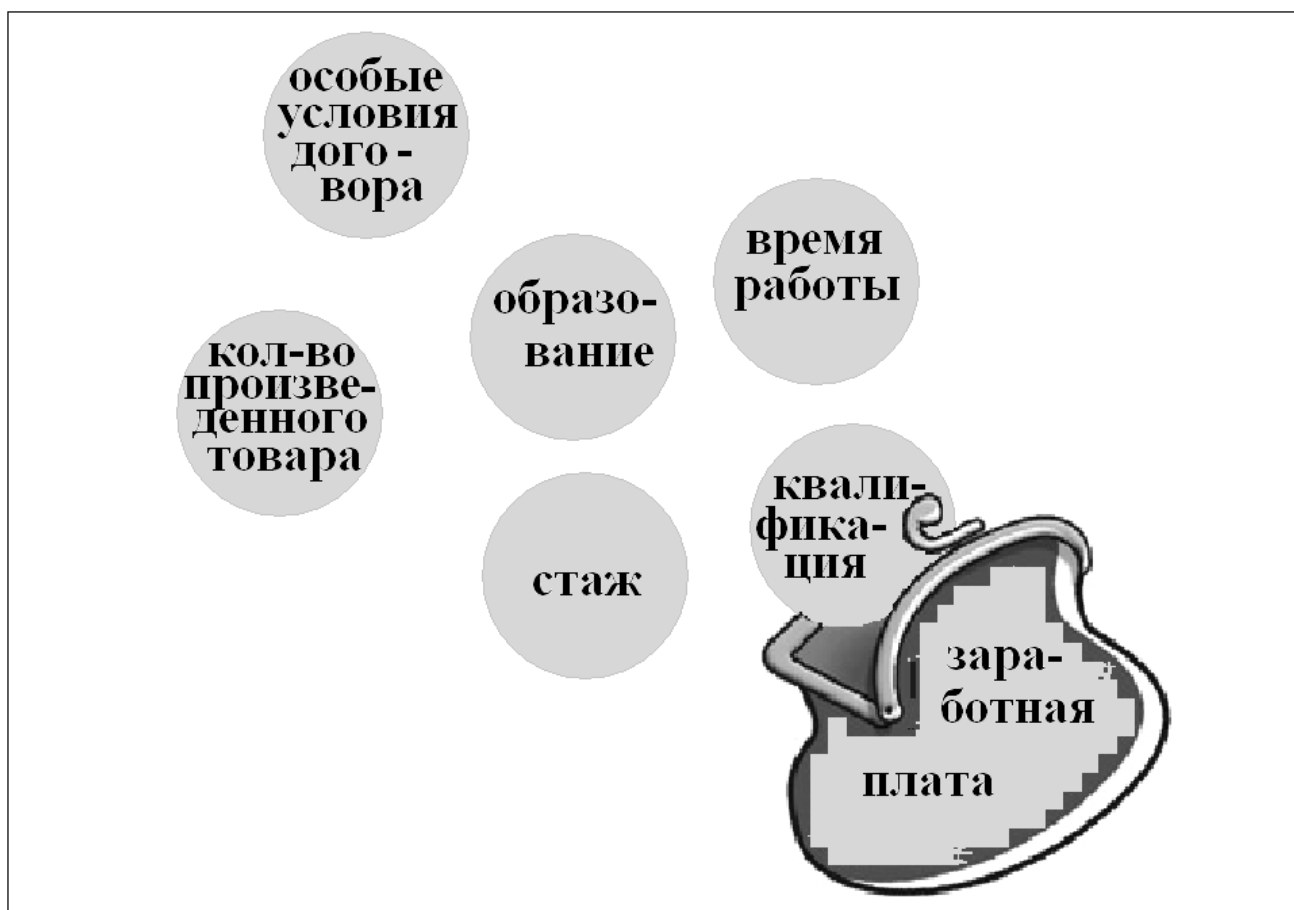 особые
условия
дого -
вора
время
работы
образо-
вание
кол-во
произве-
денного
товара
квали-
фика-
ция
стаж
зара-
ботная
плата